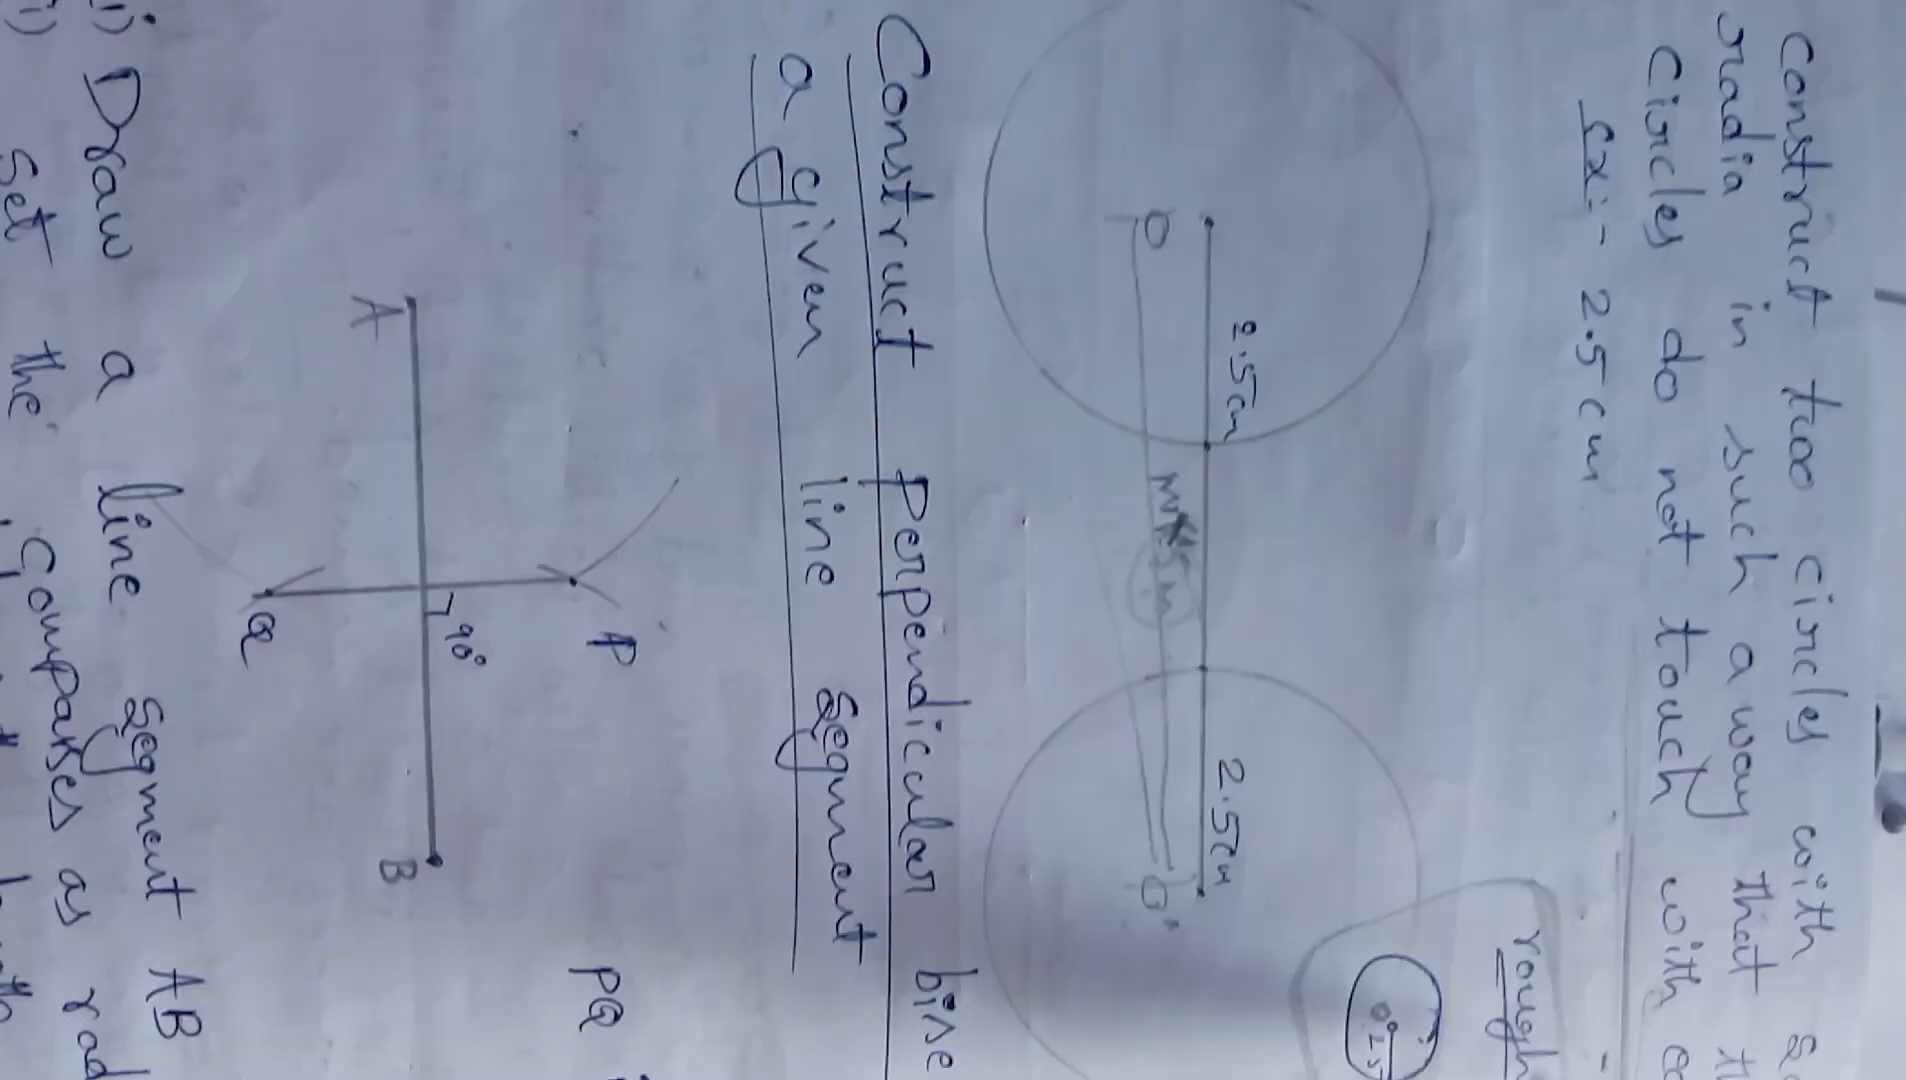 Construct two circles with
radia in such a way that
Circles do not touch with
Ex:- 2.5 cm
rough
2.5cm
2.5cm
O
O'
Construct Perpendicular bise
a given line segment
P
90°
A
B
Q
PQ
i) Draw a line segment AB
Set the compasses as rad